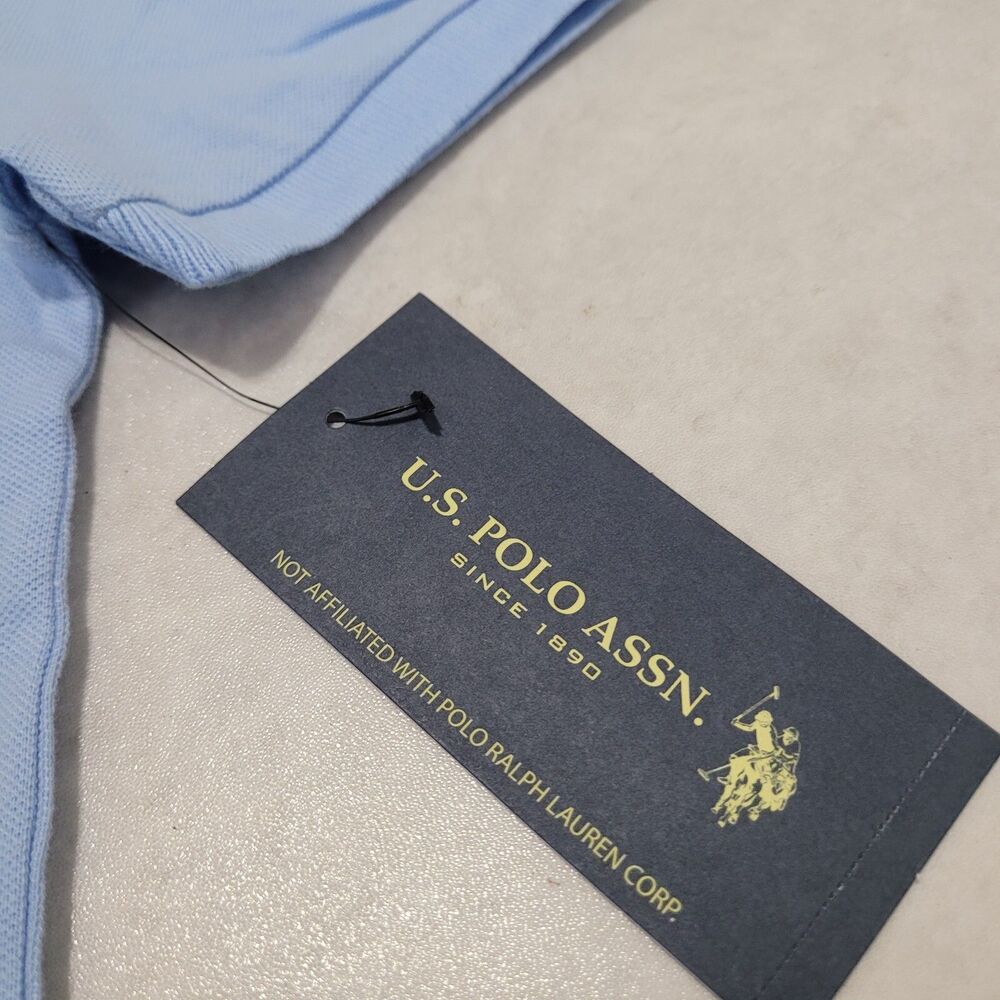 U.S. POLO ASSN.
SINCE 1890
NOT AFFILIATED WITH POLO RALPH LAUREN CORP.